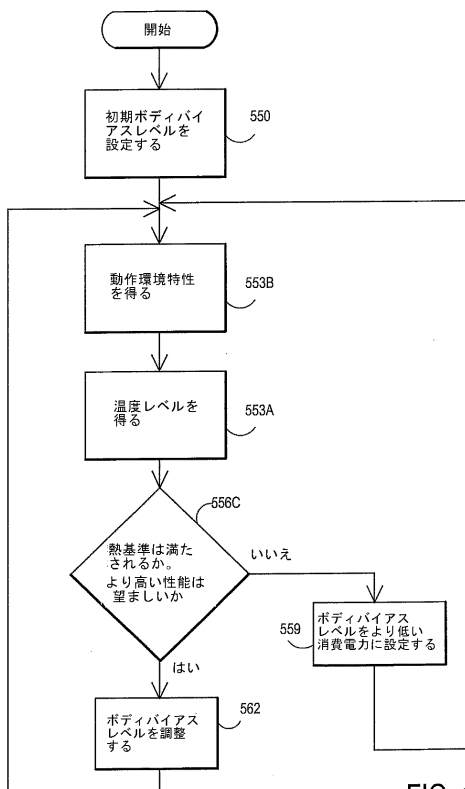 開始
初期ボディバイ
アスレベルを
設定する
550
動作環境特性
を得る
553B
温度レベルを
得る
553A
556C
熱基準は満た
されるか。
より高い性能は
望ましいか
いいえ
ボディバイアス
レベルをより低い
消費電力に設定する
559
はい
ボディバイアス
レベルを調整
する
562